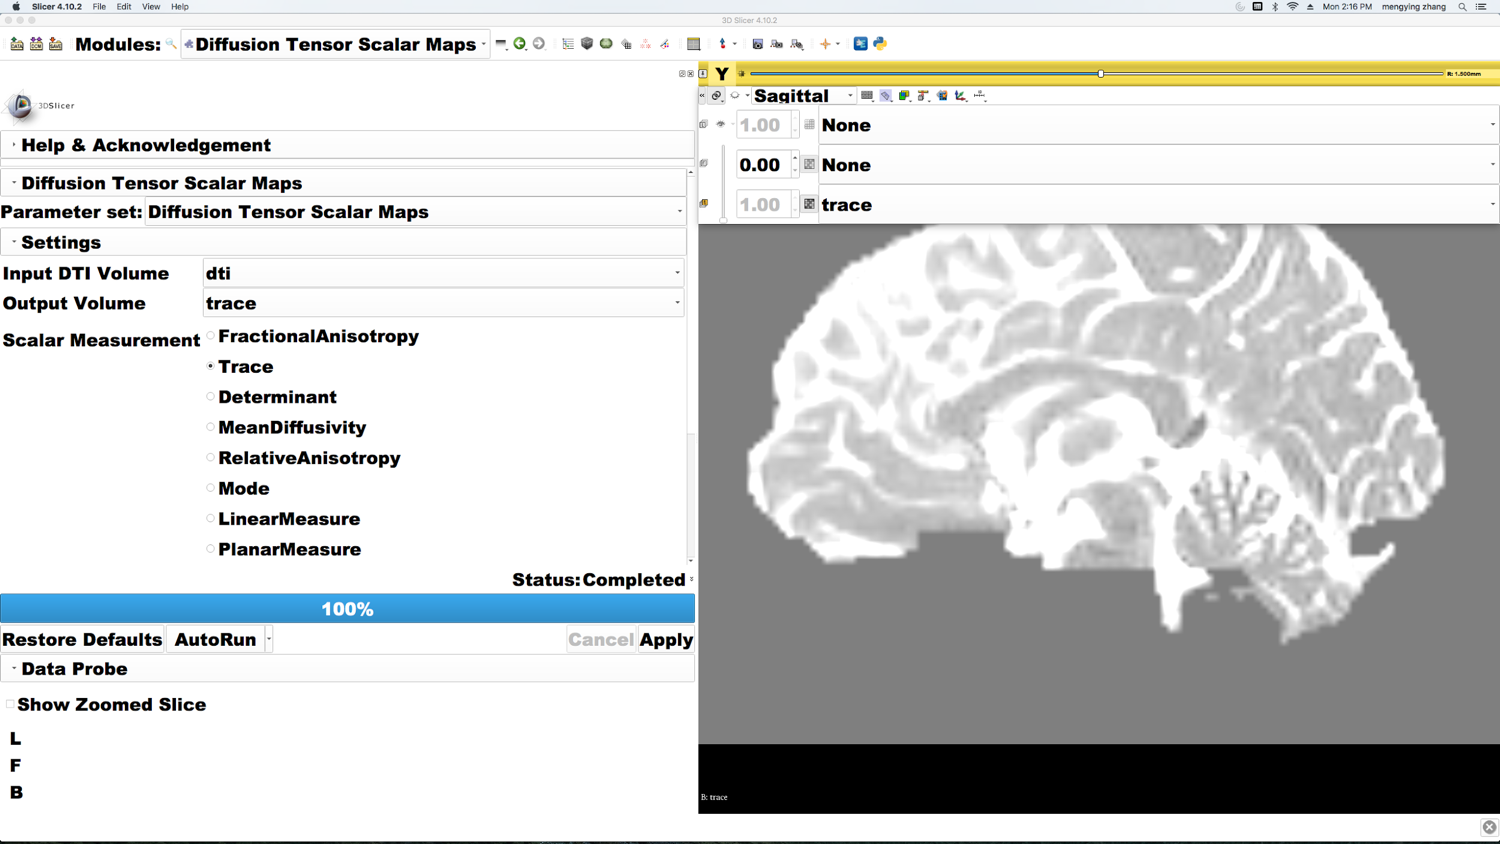 Slicer 4.10.2 File Edit View Help Mon 2:16 PM mengying zhang
3D Slicer 4.10.2
DATA DCM SAVE Modules: Diffusion Tensor Scalar Maps
Y R: 1.500mm
3DSlicer
Sagittal
1.00 None
Help & Acknowledgement
0.00 None
Diffusion Tensor Scalar Maps
1.00 trace
Parameter set: Diffusion Tensor Scalar Maps
Settings
Input DTI Volume dti
Output Volume trace
Scalar Measurement FractionalAnisotropy
Trace
Determinant
MeanDiffusivity
RelativeAnisotropy
Mode
LinearMeasure
PlanarMeasure
Status:Completed
100%
Restore Defaults AutoRun Cancel Apply
Data Probe
Show Zoomed Slice
L
F
B
B: trace